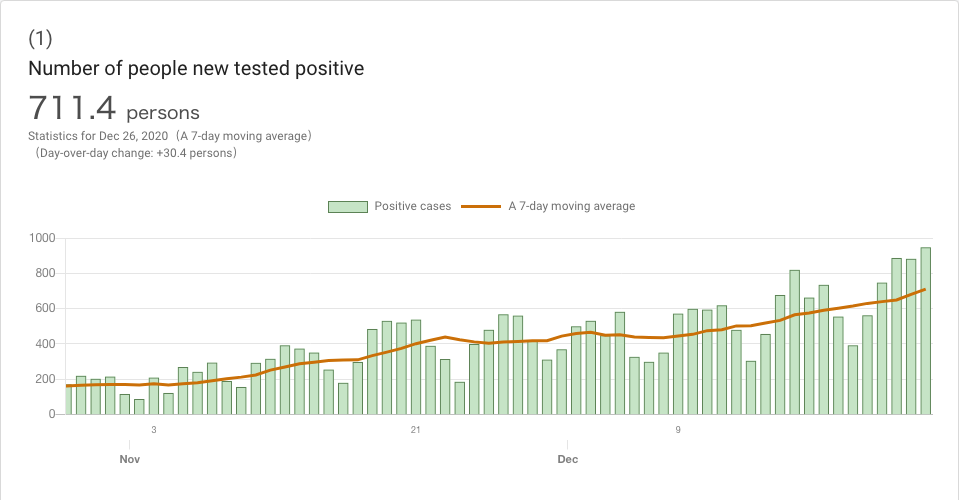 (1)
Number of people new tested positive
711.4 persons
Statistics for Dec 26, 2020 (A 7-day moving average)
(Day-over-day change: +30.4 persons)
Positive cases A 7-day moving average
1000
800
600
400
200
0
3 21 9
Nov Dec